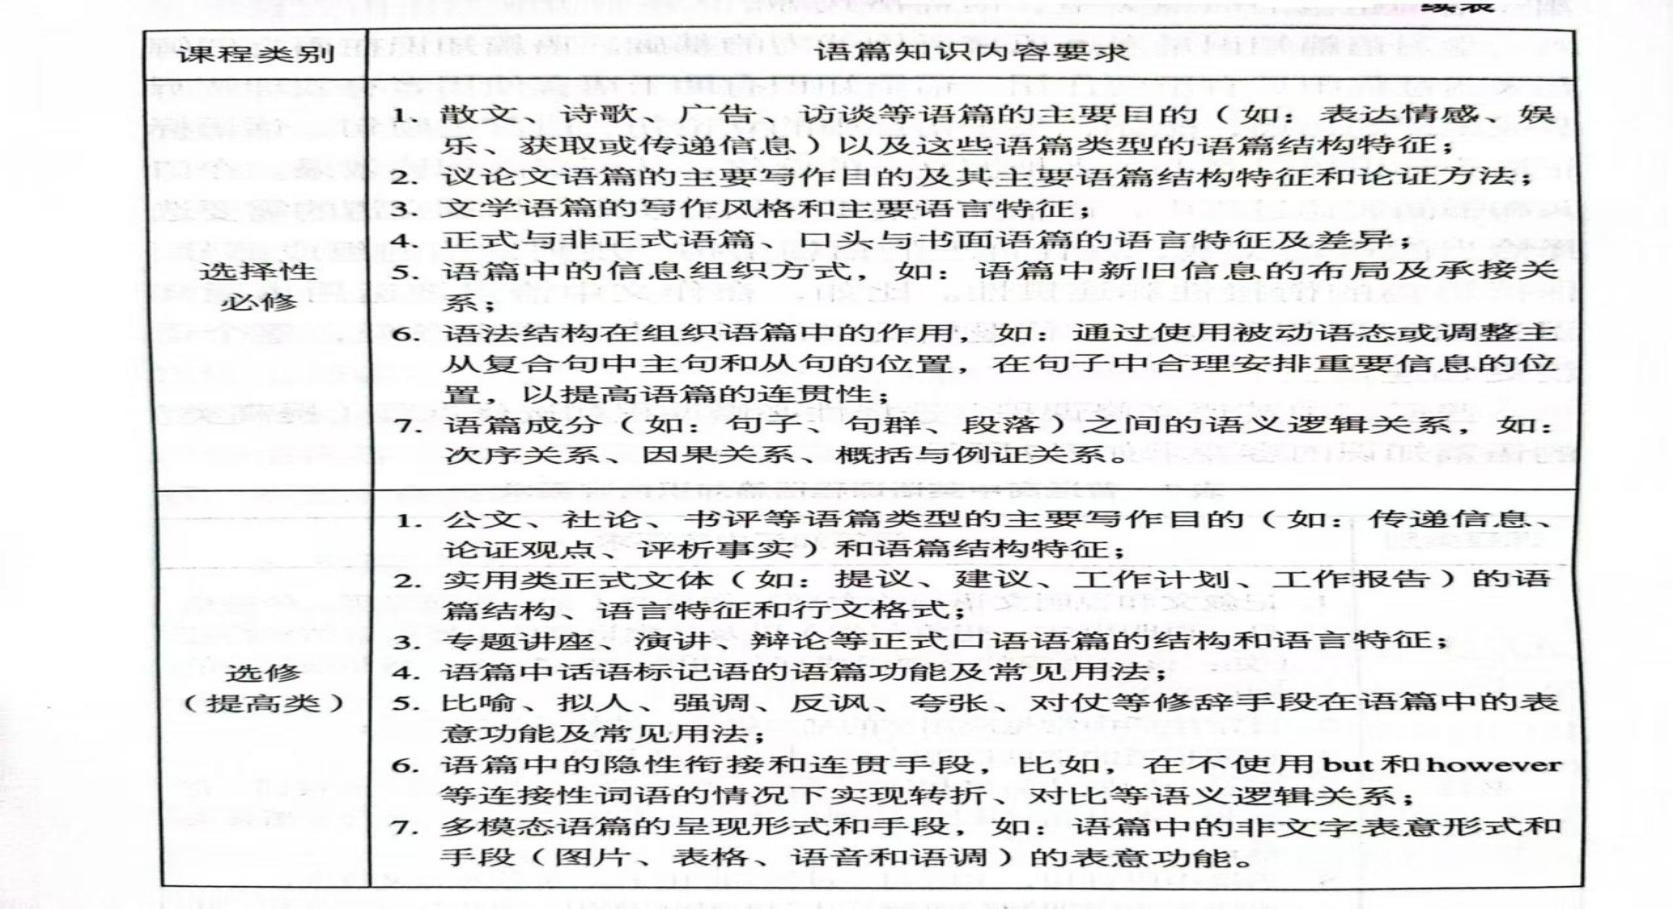 续表
课程类别
语篇知识内容要求
选择性
必修
1. 散文、诗歌、广告、访谈等语篇的主要目的（如：表达情感、娱
乐、获取或传递信息）以及这些语篇类型的语篇结构特征；
2. 议论文语篇的主要写作目的及其主要语篇结构特征和论证方法；
3. 文学语篇的写作风格和主要语言特征；
4. 正式与非正式语篇、口头与书面语篇的语言特征及差异；
5. 语篇中的信息组织方式，如：语篇中新旧信息的布局及承接关
系；
6. 语法结构在组织语篇中的作用，如：通过使用被动语态或调整主
从复合句中主句和从句的位置，在句子中合理安排重要信息的位
置，以提高语篇的连贯性；
7. 语篇成分（如：句子、句群、段落）之间的语义逻辑关系，如：
次序关系、因果关系、概括与例证关系。
选修
（提高类）
1. 公文、社论、书评等语篇类型的主要写作目的（如：传递信息、
论证观点、评析事实）和语篇结构特征；
2. 实用类正式文体（如：提议、建议、工作计划、工作报告）的语
篇结构、语言特征和行文格式；
3. 专题讲座、演讲、辩论等正式口语语篇的结构和语言特征；
4. 语篇中话语标记语的语篇功能及常见用法；
5. 比喻、拟人、强调、反讽、夸张、对仗等修辞手段在语篇中的表
意功能及常见用法；
6. 语篇中的隐性衔接和连贯手段，比如，在不使用but和however
等连接性词语的情况下实现转折、对比等语义逻辑关系；
7. 多模态语篇的呈现形式和手段，如：语篇中的非文字表意形式和
手段（图片、表格、语音和语调）的表意功能。